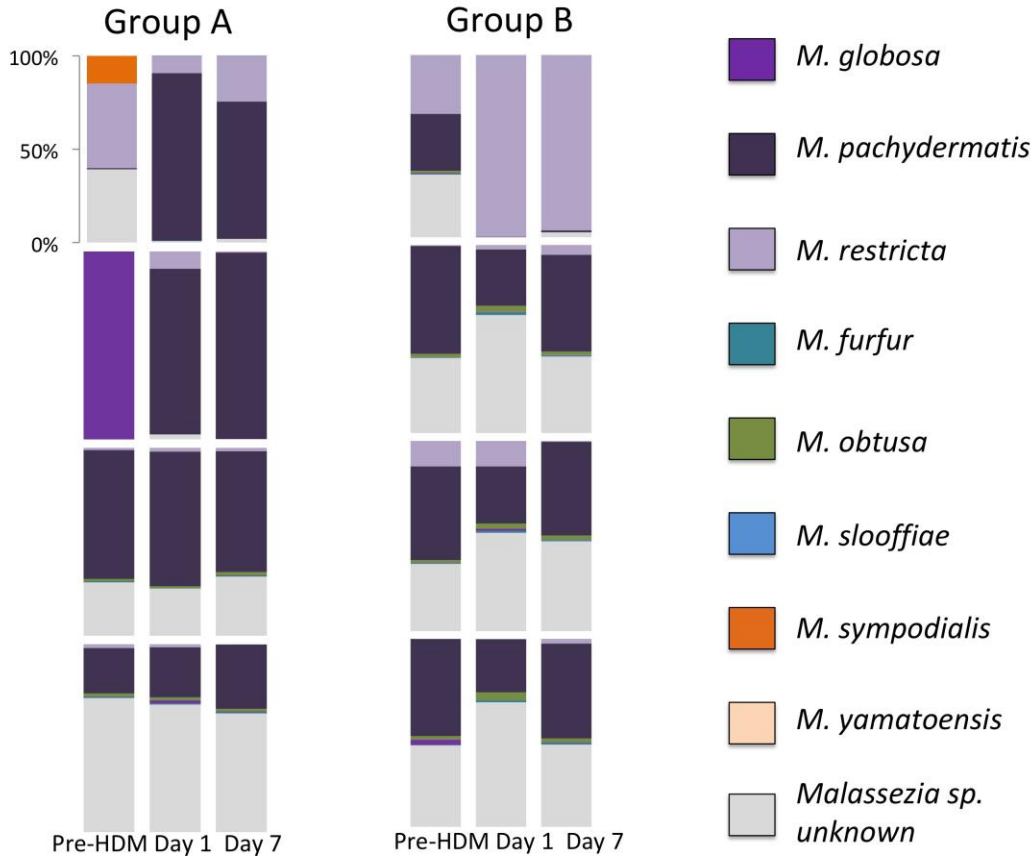 Group A
Group B
100%
50%
0%
Pre-HDM Day 1 Day 7
Pre-HDM Day 1 Day 7
M. globosa
M. pachydermatis
M. restricta
M. furfur
M. obtusa
M. slooffiae
M. sympodialis
M. yamatoensis
Malassezia sp.
unknown